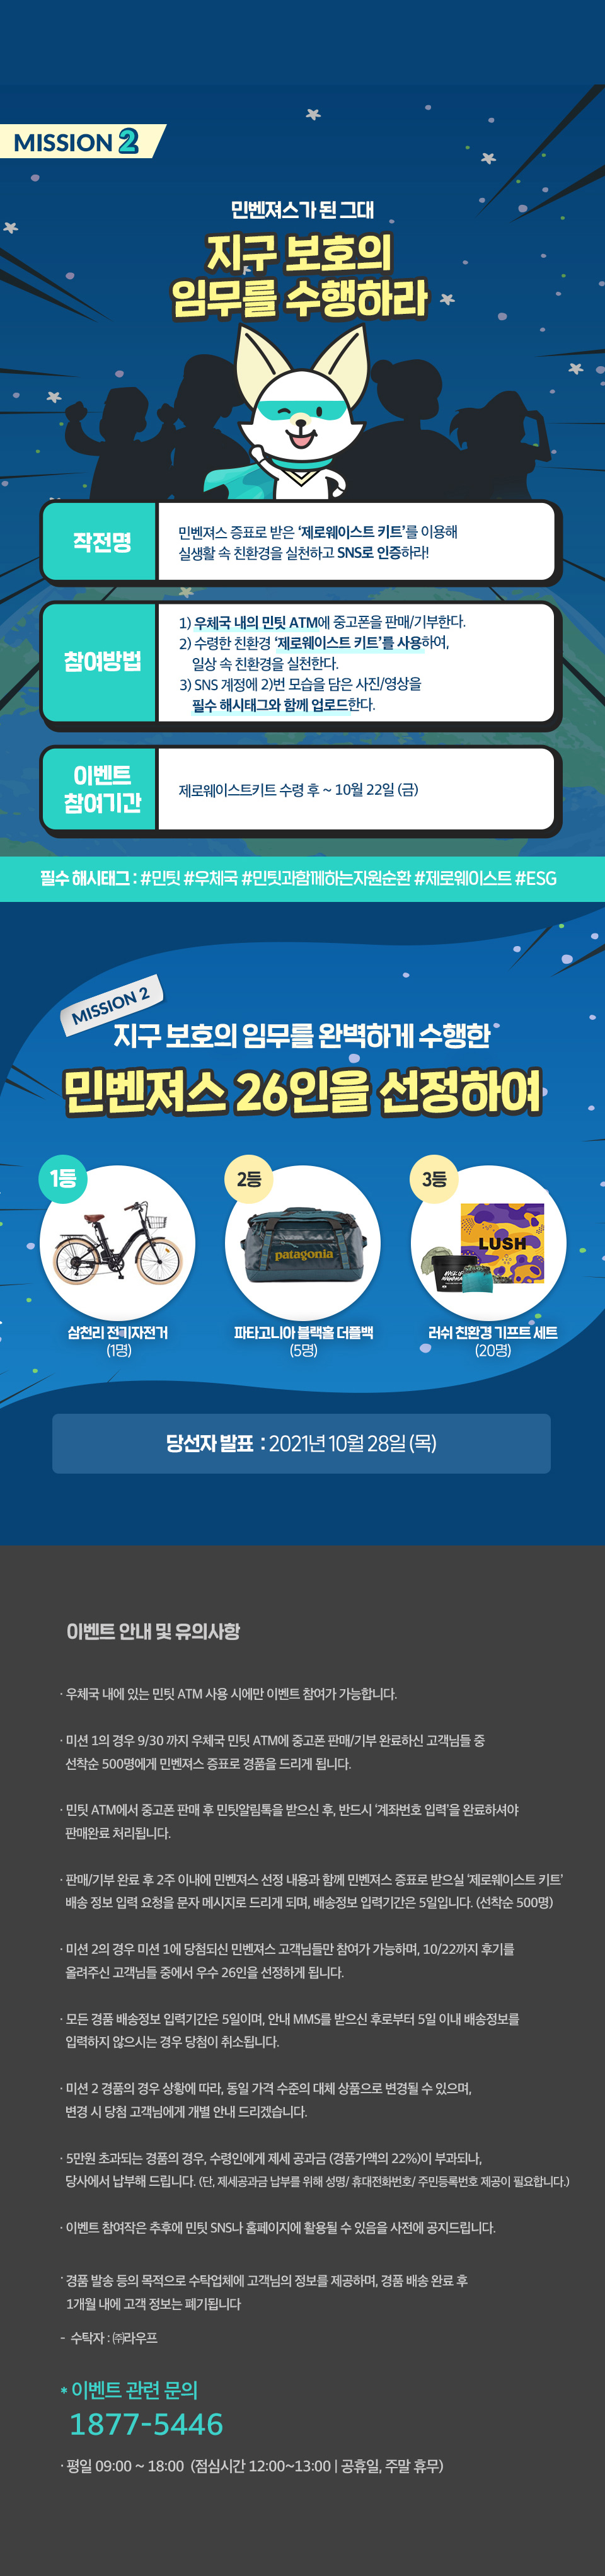 MISSION 2
민벤져스가 된 그대
지구 보호의
임무를 수행하라
작전명
민벤져스 증표로 받은 ‘제로웨이스트 키트’를 이용해
실생활 속 친환경을 실천하고 SNS로 인증하라!
참여방법
1) 우체국 내의 민팃 ATM에 중고폰을 판매/기부한다.
2) 수령한 친환경 ‘제로웨이스트 키트’를 사용하여,
일상 속 친환경을 실천한다.
3) SNS 계정에 2)번 모습을 담은 사진/영상을
필수 해시태그와 함께 업로드한다.
이벤트
참여기간
제로웨이스트키트 수령 후 ~ 10월 22일 (금)
필수 해시태그 : #민팃 #우체국 #민팃과함께하는자원순환 #제로웨이스트 #ESG
MISSION 2
지구 보호의 임무를 완벽하게 수행한
민벤져스 26인을 선정하여
1등
2등
3등
patagonia
LUSH
삼천리 전기자전거
(1명)
파타고니아 블랙홀 더플백
(5명)
러쉬 친환경 기프트 세트
(20명)
당선자 발표 : 2021년 10월 28일 (목)
이벤트 안내 및 유의사항
· 우체국 내에 있는 민팃 ATM 사용 시에만 이벤트 참여가 가능합니다.
· 미션 1의 경우 9/30 까지 우체국 민팃 ATM에 중고폰 판매/기부 완료하신 고객님들 중
선착순 500명에게 민벤져스 증표로 경품을 드리게 됩니다.
· 민팃 ATM에서 중고폰 판매 후 민팃알림톡을 받으신 후, 반드시 ‘계좌번호 입력’을 완료하셔야
판매완료 처리됩니다.
· 판매/기부 완료 후 2주 이내에 민벤져스 선정 내용과 함께 민벤져스 증표로 받으실 ‘제로웨이스트 키트’
배송 정보 입력 요청을 문자 메시지로 드리게 되며, 배송정보 입력기간은 5일입니다. (선착순 500명)
· 미션 2의 경우 미션 1에 당첨되신 민벤져스 고객님들만 참여가 가능하며, 10/22까지 후기를
올려주신 고객님들 중에서 우수 26인을 선정하게 됩니다.
· 모든 경품 배송정보 입력기간은 5일이며, 안내 MMS를 받으신 후로부터 5일 이내 배송정보를
입력하지 않으시는 경우 당첨이 취소됩니다.
· 미션 2 경품의 경우 상황에 따라, 동일 가격 수준의 대체 상품으로 변경될 수 있으며,
변경 시 당첨 고객님에게 개별 안내 드리겠습니다.
· 5만원 초과되는 경품의 경우, 수령인에게 제세 공과금 (경품가액의 22%)이 부과되나,
당사에서 납부해 드립니다. (단, 제세공과금 납부를 위해 성명/ 휴대전화번호/ 주민등록번호 제공이 필요합니다.)
· 이벤트 참여작은 추후에 민팃 SNS나 홈페이지에 활용될 수 있음을 사전에 공지드립니다.
· 경품 발송 등의 목적으로 수탁업체에 고객님의 정보를 제공하며, 경품 배송 완료 후
1개월 내에 고객 정보는 폐기됩니다
- 수탁자 : ㈜라우프
* 이벤트 관련 문의
1877-5446
· 평일 09:00 ~ 18:00 (점심시간 12:00~13:00 | 공휴일, 주말 휴무)